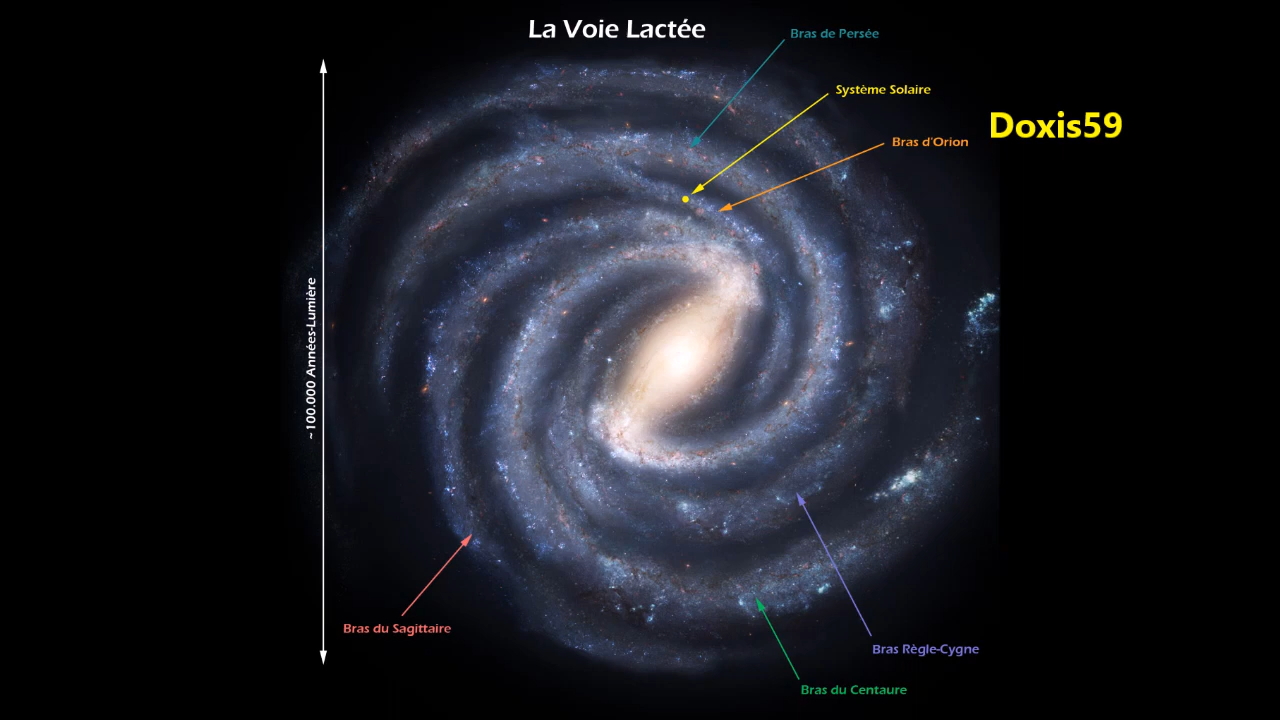 La Voie Lactée
Bras de Persée
Système Solaire
Doxis59
Bras d'Orion
~100.000 Années-Lumière
Bras du Sagittaire
Bras Règle-Cygne
Bras du Centaure